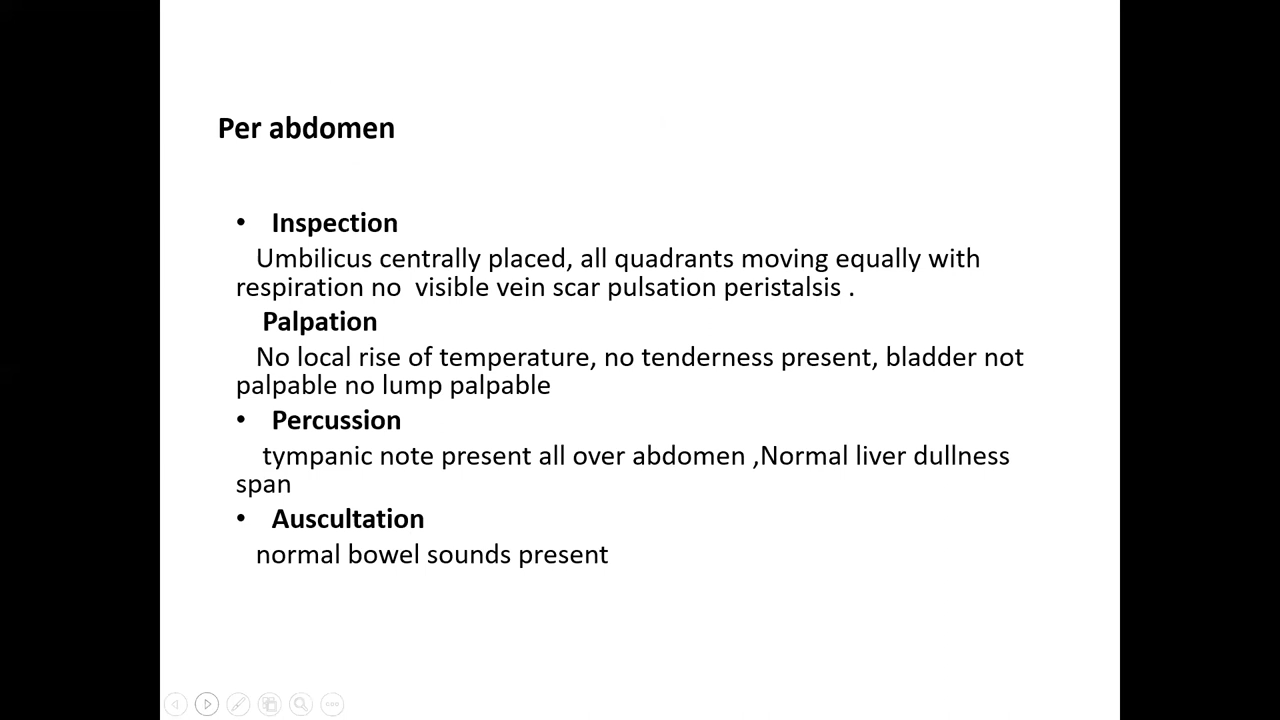 Per abdomen
• Inspection
Umbilicus centrally placed, all quadrants moving equally with
respiration no  visible vein scar pulsation peristalsis .
Palpation
No local rise of temperature, no tenderness present, bladder not
palpable no lump palpable
• Percussion
tympanic note present all over abdomen ,Normal liver dullness
span
• Auscultation
normal bowel sounds present